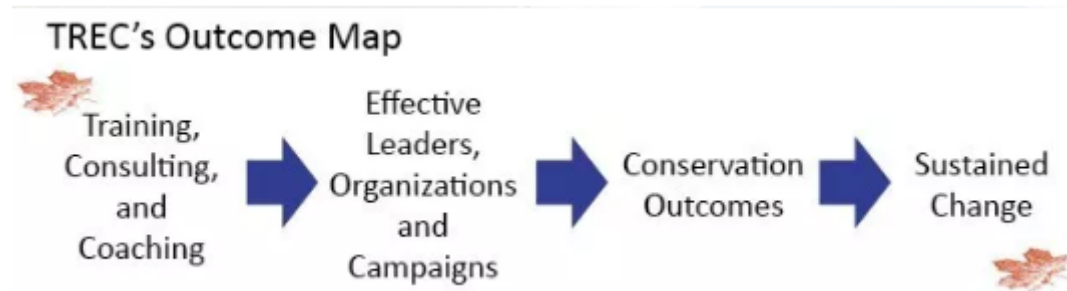 TREC's Outcome Map
Training,
Consulting,
and
Coaching
Effective
Leaders,
Organizations
and
Campaigns
Conservation
Outcomes
Sustained
Change